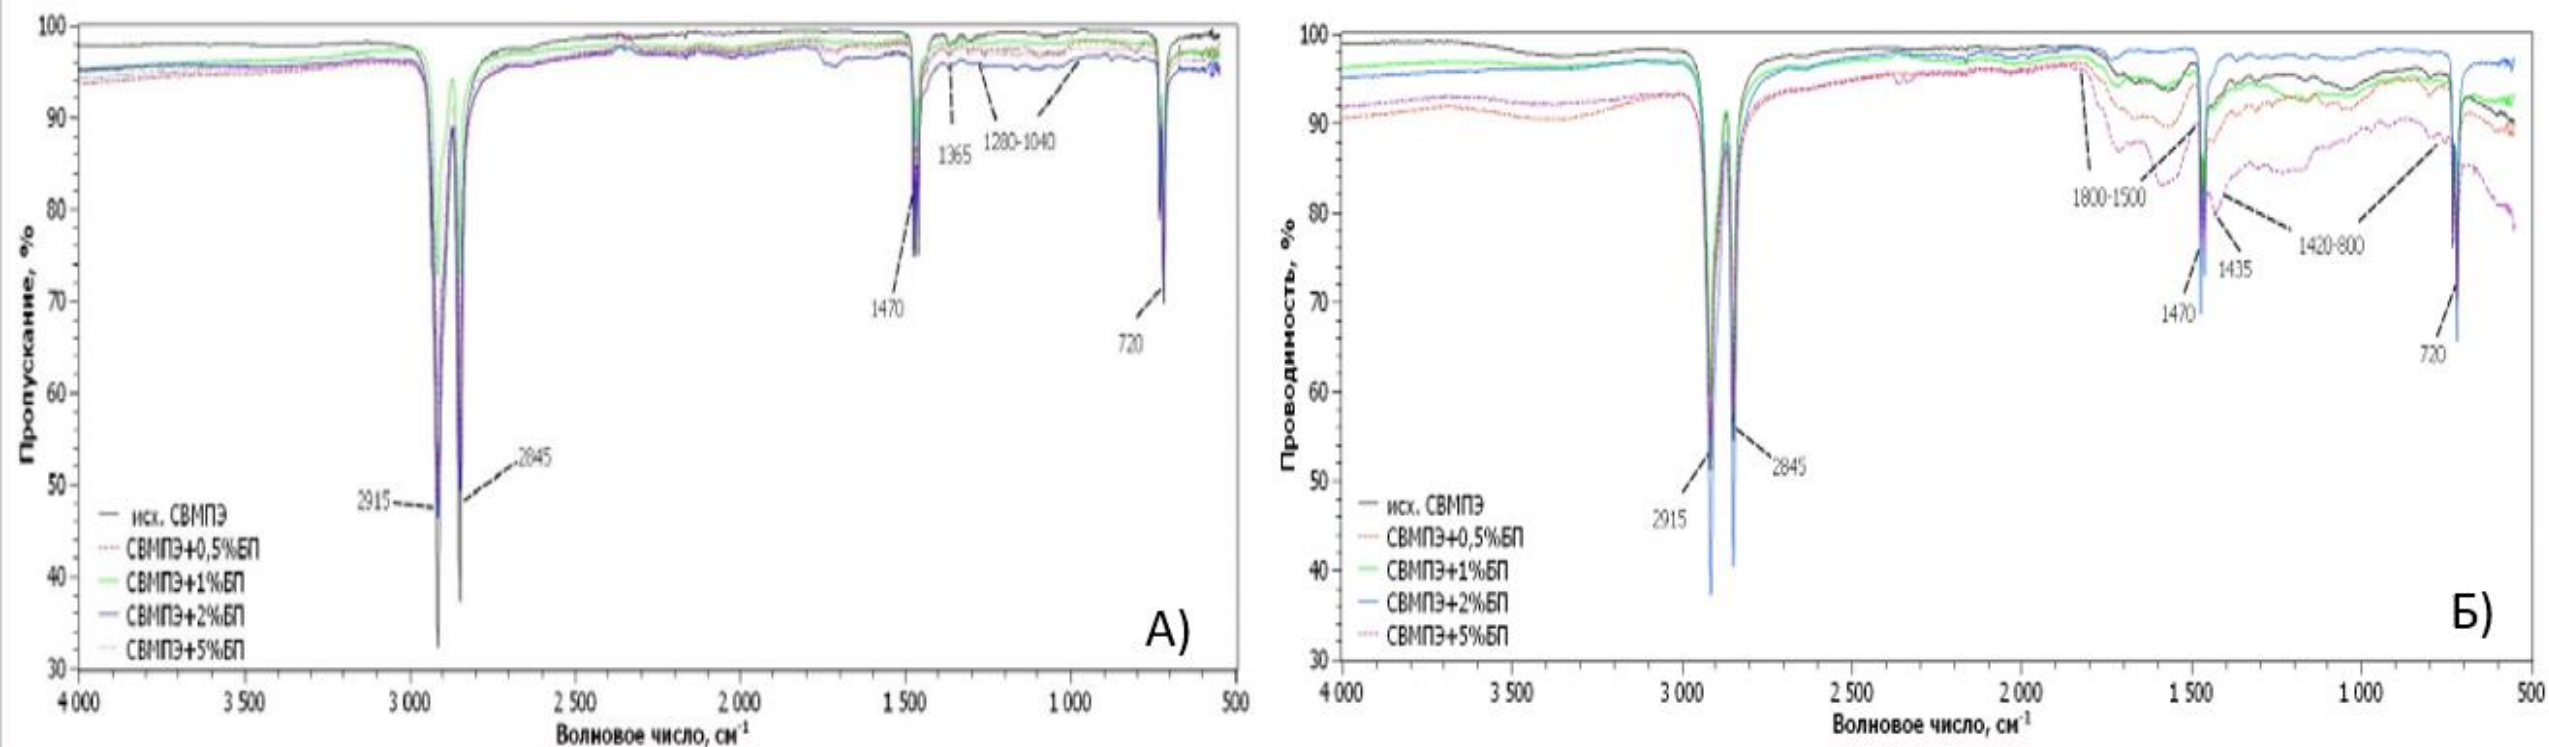 100
90
80
70
60
50
40
30
Пропускание, %
2915
2845
1470
1365
1280-1040
720
исх. СВМПЭ
СВМПЭ+0,5%БП
СВМПЭ+1%БП
СВМПЭ+2%БП
СВМПЭ+5%БП
А)
4 000 3 500 3 000 2 500 2 000 1 500 1 000 500
Волновое число, см-1
100
90
80
70
60
50
40
30
Проводимость, %
2915
2845
1800-1500
1470
1435
1420-800
720
исх. СВМПЭ
СВМПЭ+0,5%БП
СВМПЭ+1%БП
СВМПЭ+2%БП
СВМПЭ+5%БП
Б)
4 000 3 500 3 000 2 500 2 000 1 500 1 000 500
Волновое число, см-1